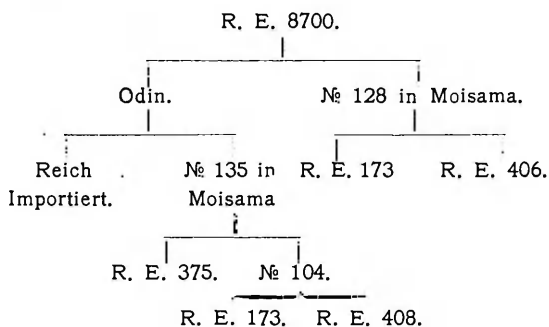 R. E. 8700.
Odin. № 128 in Moisama.
Reich № 135 in R. E. 173 R. E. 406.
Importiert. Moisama
R. E. 375. № 104.
R. E. 173. R. E. 408.